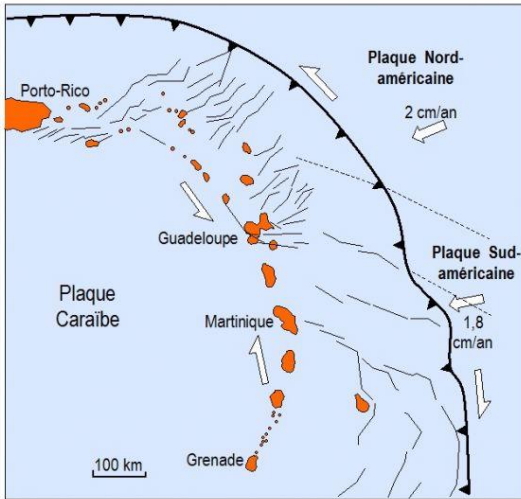 Plaque Nord-
américaine
Porto-Rico
2 cm/an
Guadeloupe
Plaque Sud-
américaine
Plaque
Caraïbe
Martinique
1,8
cm/an
100 km
Grenade